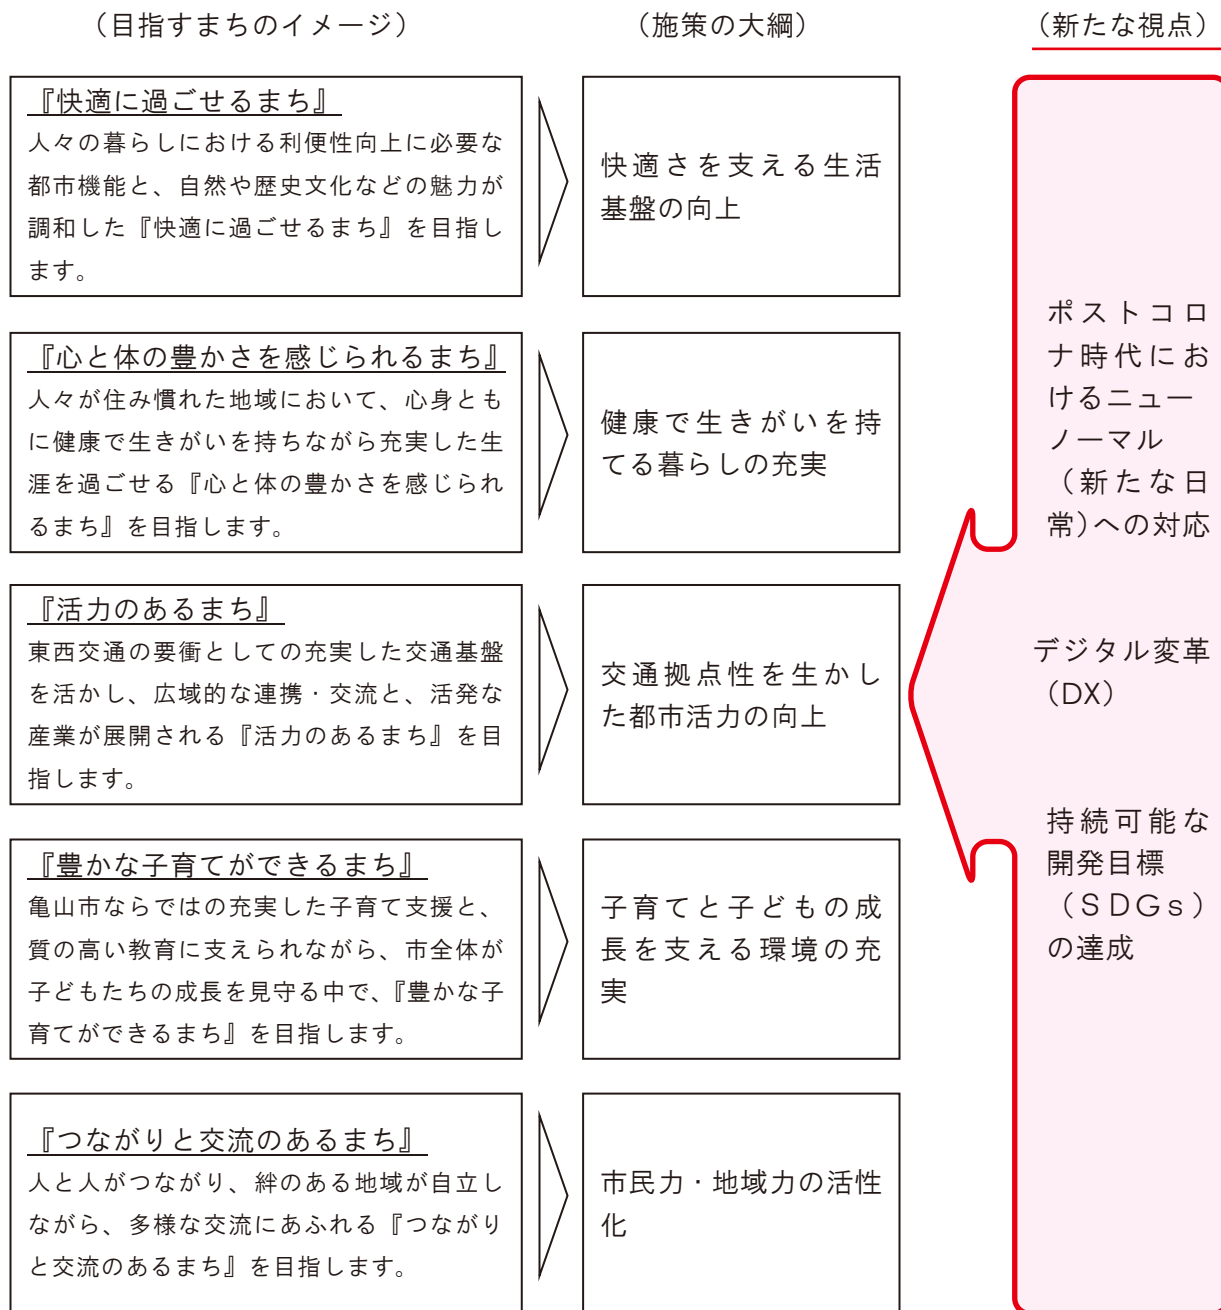 （目指すまちのイメージ）
（施策の大綱）
（新たな視点）
『快適に過ごせるまち』
人々の暮らしにおける利便性向上に必要な
都市機能と、自然や歴史文化などの魅力が
調和した『快適に過ごせるまち』を目指し
ます。
快適さを支える生活
基盤の向上
『心と体の豊かさを感じられるまち』
人々が住み慣れた地域において、心身とも
に健康で生きがいを持ちながら充実した生
涯を過ごせる『心と体の豊かさを感じられ
るまち』を目指します。
健康で生きがいを持
てる暮らしの充実
『活力のあるまち』
東西交通の要衝としての充実した交通基盤
を活かし、広域的な連携・交流と、活発な
産業が展開される『活力のあるまち』を目
指します。
交通拠点性を生かし
た都市活力の向上
『豊かな子育てができるまち』
亀山市ならではの充実した子育て支援と、
質の高い教育に支えられながら、市全体が
子どもたちの成長を見守る中で、『豊かな子
育てができるまち』を目指します。
子育てと子どもの成
長を支える環境の充
実
『つながりと交流のあるまち』
人と人がつながり、絆のある地域が自立し
ながら、多様な交流にあふれる『つながり
と交流のあるまち』を目指します。
市民力・地域力の活性
化
ポストコロ
ナ時代にお
けるニュー
ノーマル
（新たな日
常）への対応
デジタル変革
（DX）
持続可能な
開発目標
（ＳＤＧｓ）
の達成